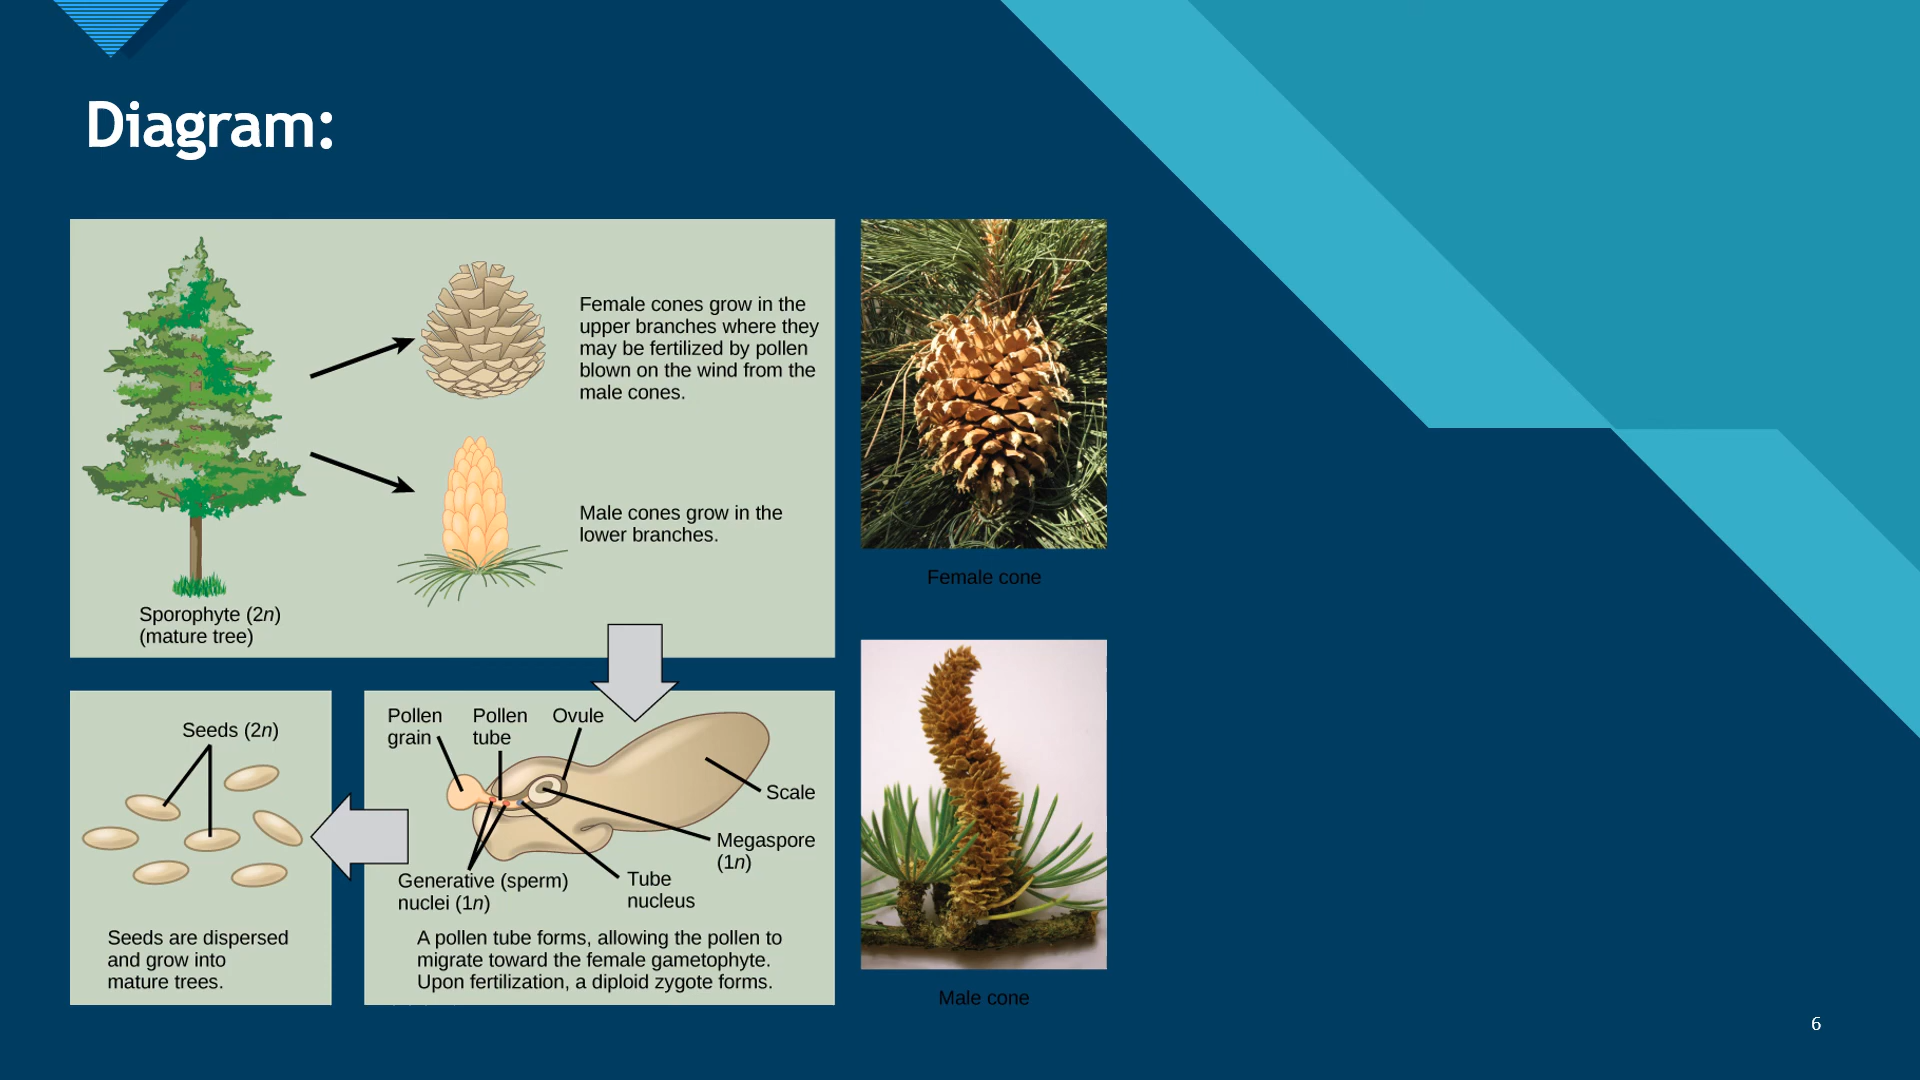 Diagram:
Female cones grow in the
upper branches where they
may be fertilized by pollen
blown on the wind from the
male cones.
Male cones grow in the
lower branches.
Sporophyte (2n)
(mature tree)
Female cone
Pollen
grain
Pollen
tube
Ovule
Scale
Megaspore
(1n)
Generative (sperm)
nuclei (1n)
Tube
nucleus
A pollen tube forms, allowing the pollen to
migrate toward the female gametophyte.
Upon fertilization, a diploid zygote forms.
Seeds (2n)
Seeds are dispersed
and grow into
mature trees.
Male cone
6